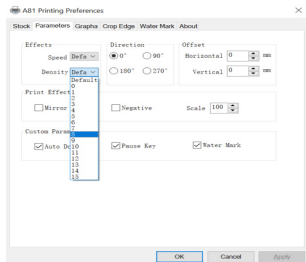 A81 Printing Preferences
Stock Parameters Grapha Crop Edge Water Mark About
Effects
Speed Defa
Density Defa
Direction
0° 90°
180° 270°
Offset
Horizontal 0 mm
Vertical 0 mm
Default
0
1
2
3
4
5
6
7
8
9
10
11
12
13
14
15
Print Effect
Mirror
Negative
Scale 100
Custom Param
Auto De
Pause Key
Water Mark
OK Cancel Apply